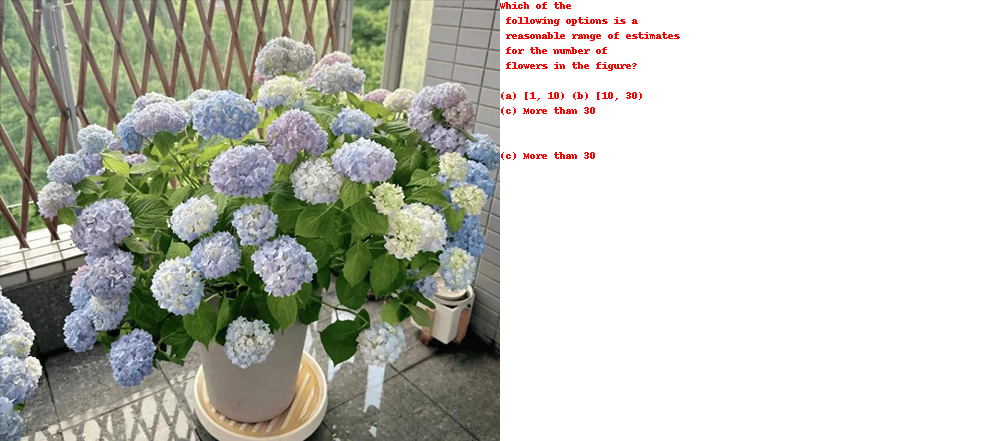 Which of the
following options is a
reasonable range of estimates
for the number of
flowers in the figure?
(a) [1, 10) (b) [10, 30)
(c) More than 30
(c) More than 30